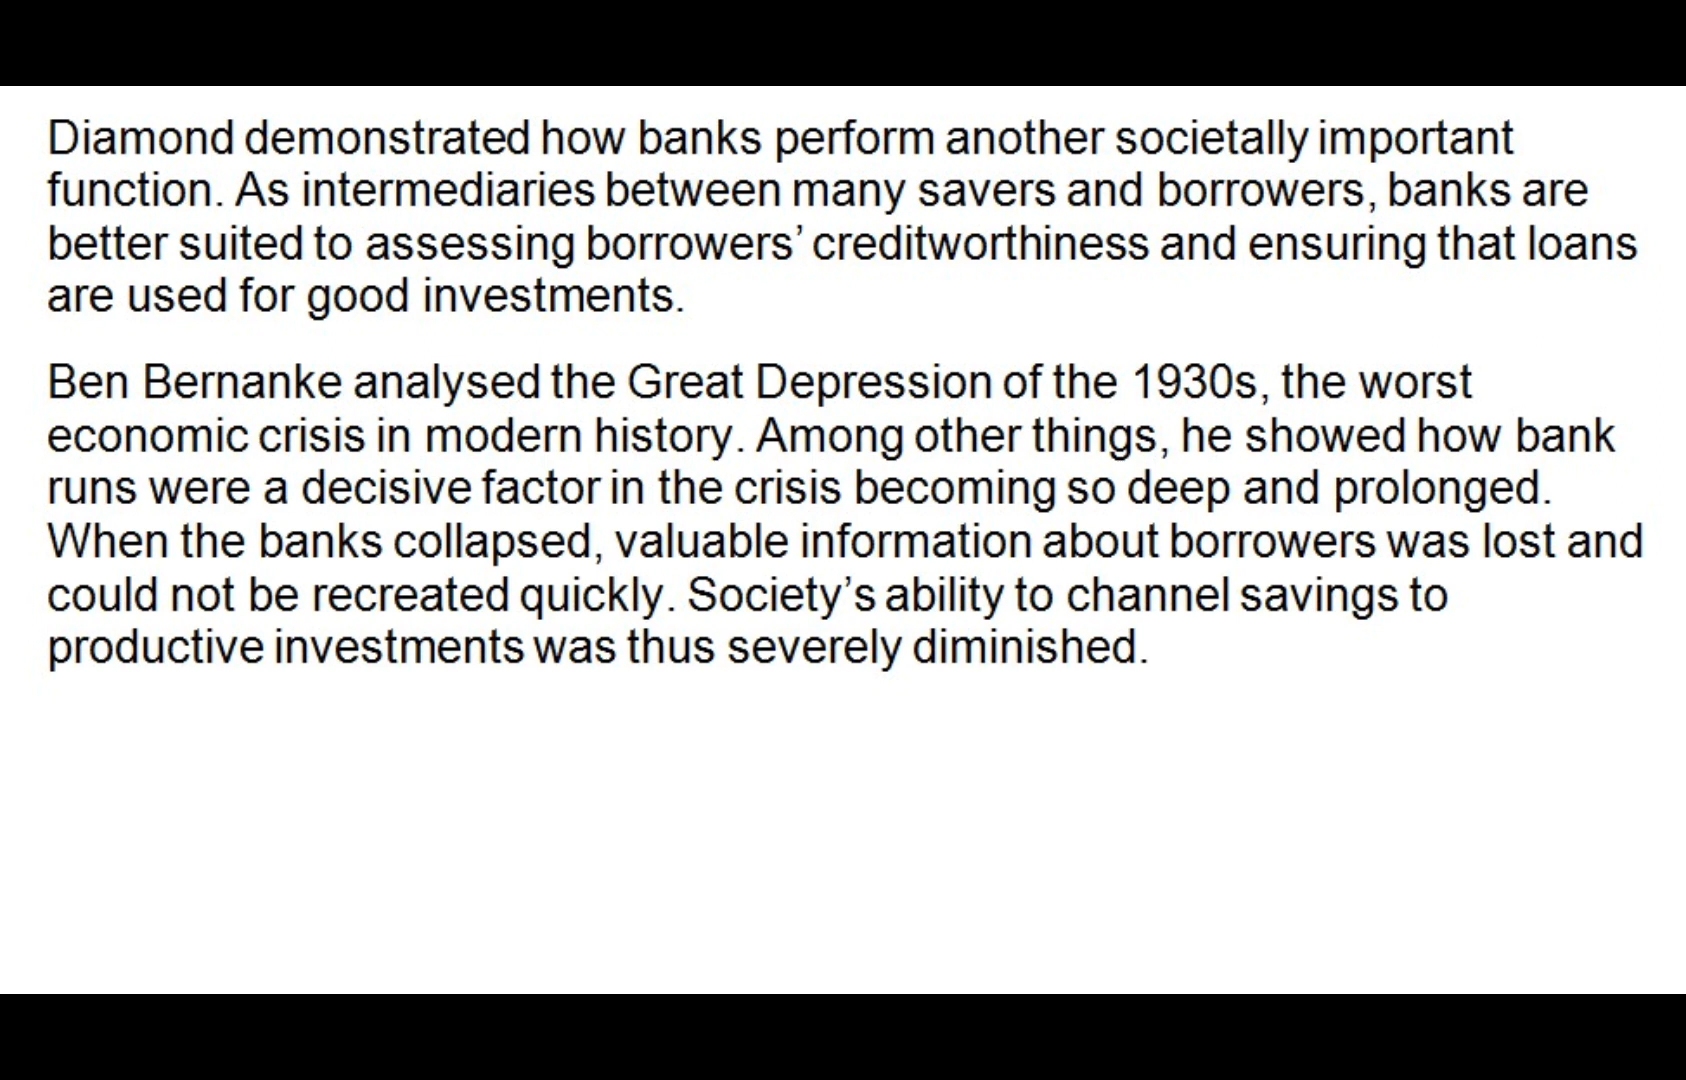 Diamond demonstrated how banks perform another societally important
function. As intermediaries between many savers and borrowers, banks are
better suited to assessing borrowers’ creditworthiness and ensuring that loans
are used for good investments.
Ben Bernanke analysed the Great Depression of the 1930s, the worst
economic crisis in modern history. Among other things, he showed how bank
runs were a decisive factor in the crisis becoming so deep and prolonged.
When the banks collapsed, valuable information about borrowers was lost and
could not be recreated quickly. Society’s ability to channel savings to
productive investments was thus severely diminished.